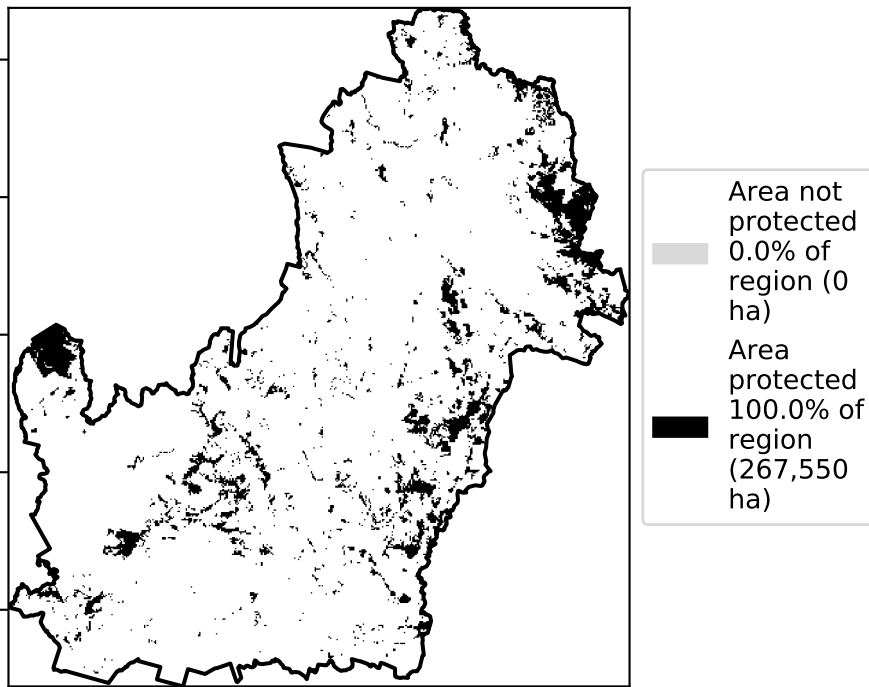 Area not
protected
0.0% of
region (0
ha)
Area
protected
100.0% of
region
(267,550
ha)